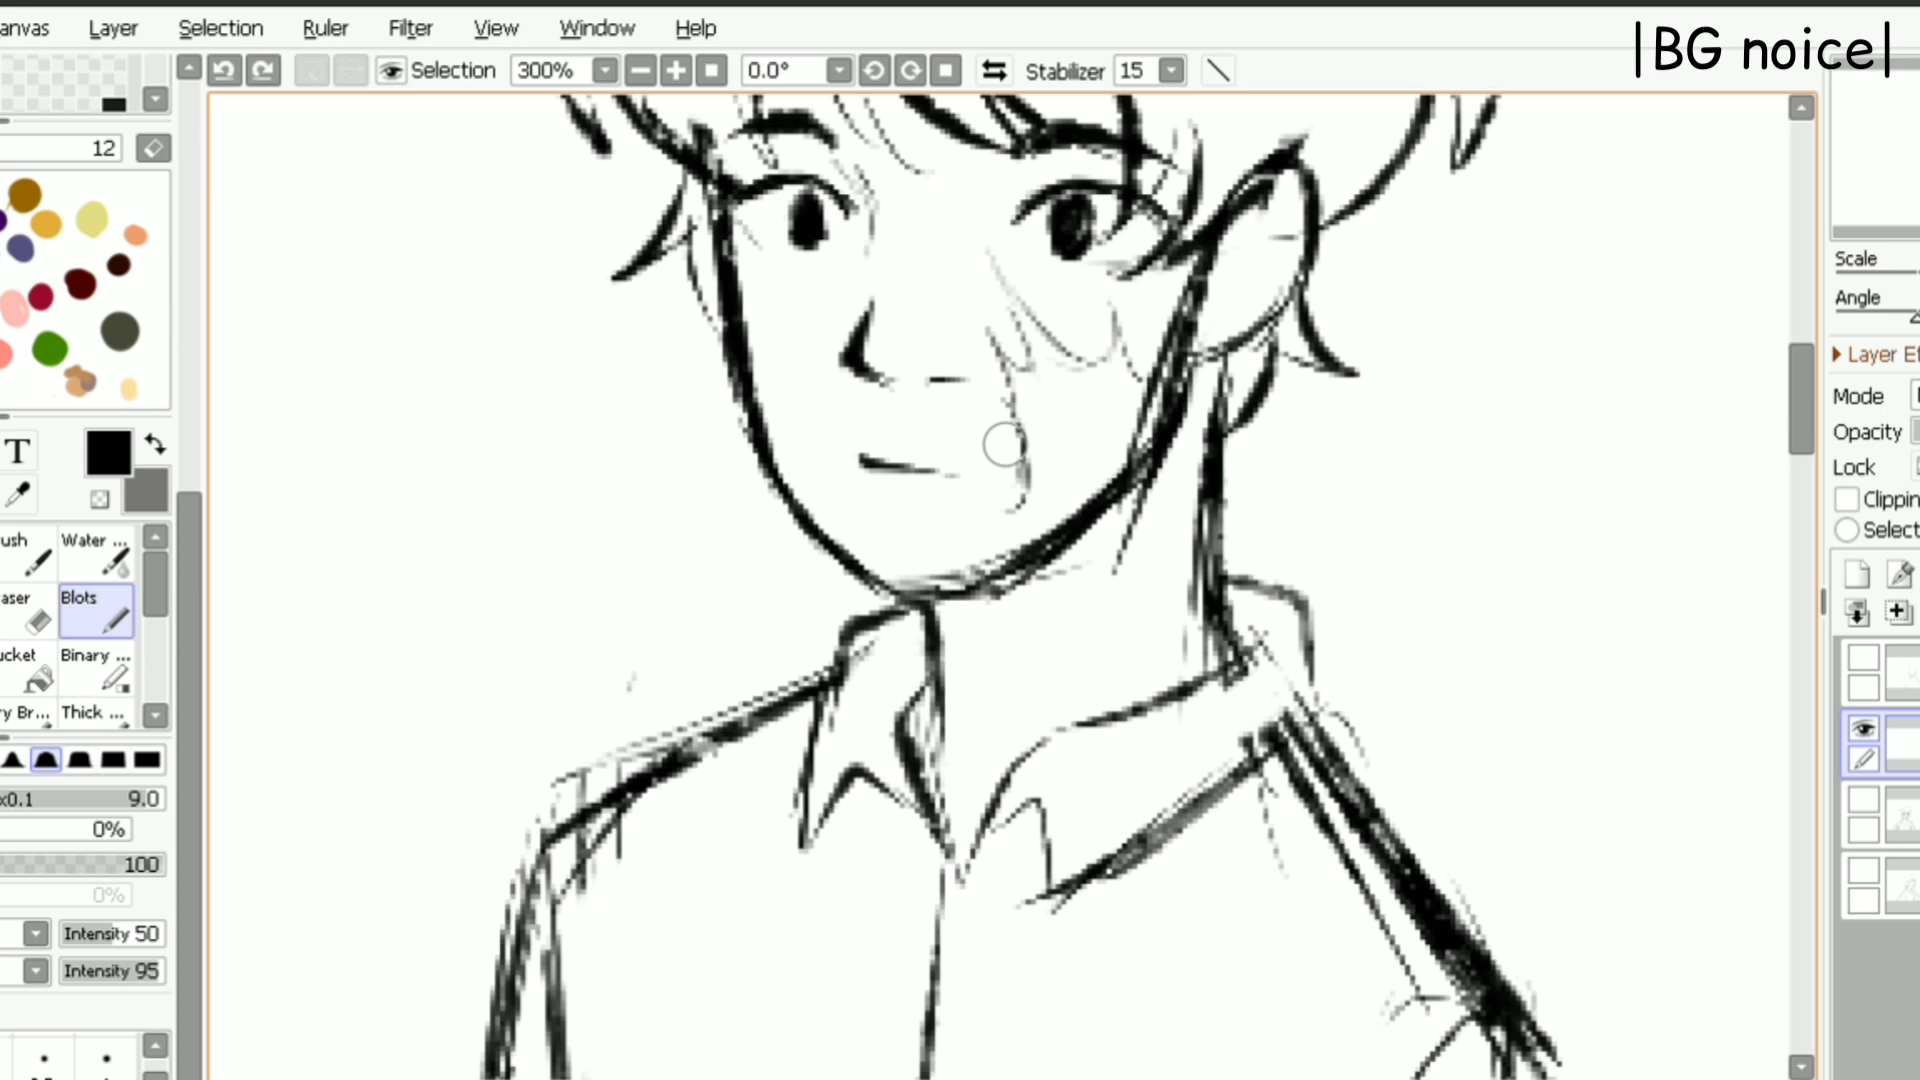 anvas Layer Selection Ruler Filter View Window Help
|BG noice|
Selection 300% 0.0° Stabilizer 15
12
Scale
Angle
Layer Ef
Mode
Opacity
Lock
Clippin
Select
T
ush Water ...
aser Blots
ucket Binary ...
ry Br... Thick ...
x0.1 9.0
0%
100
0%
Intensity 50
Intensity 95